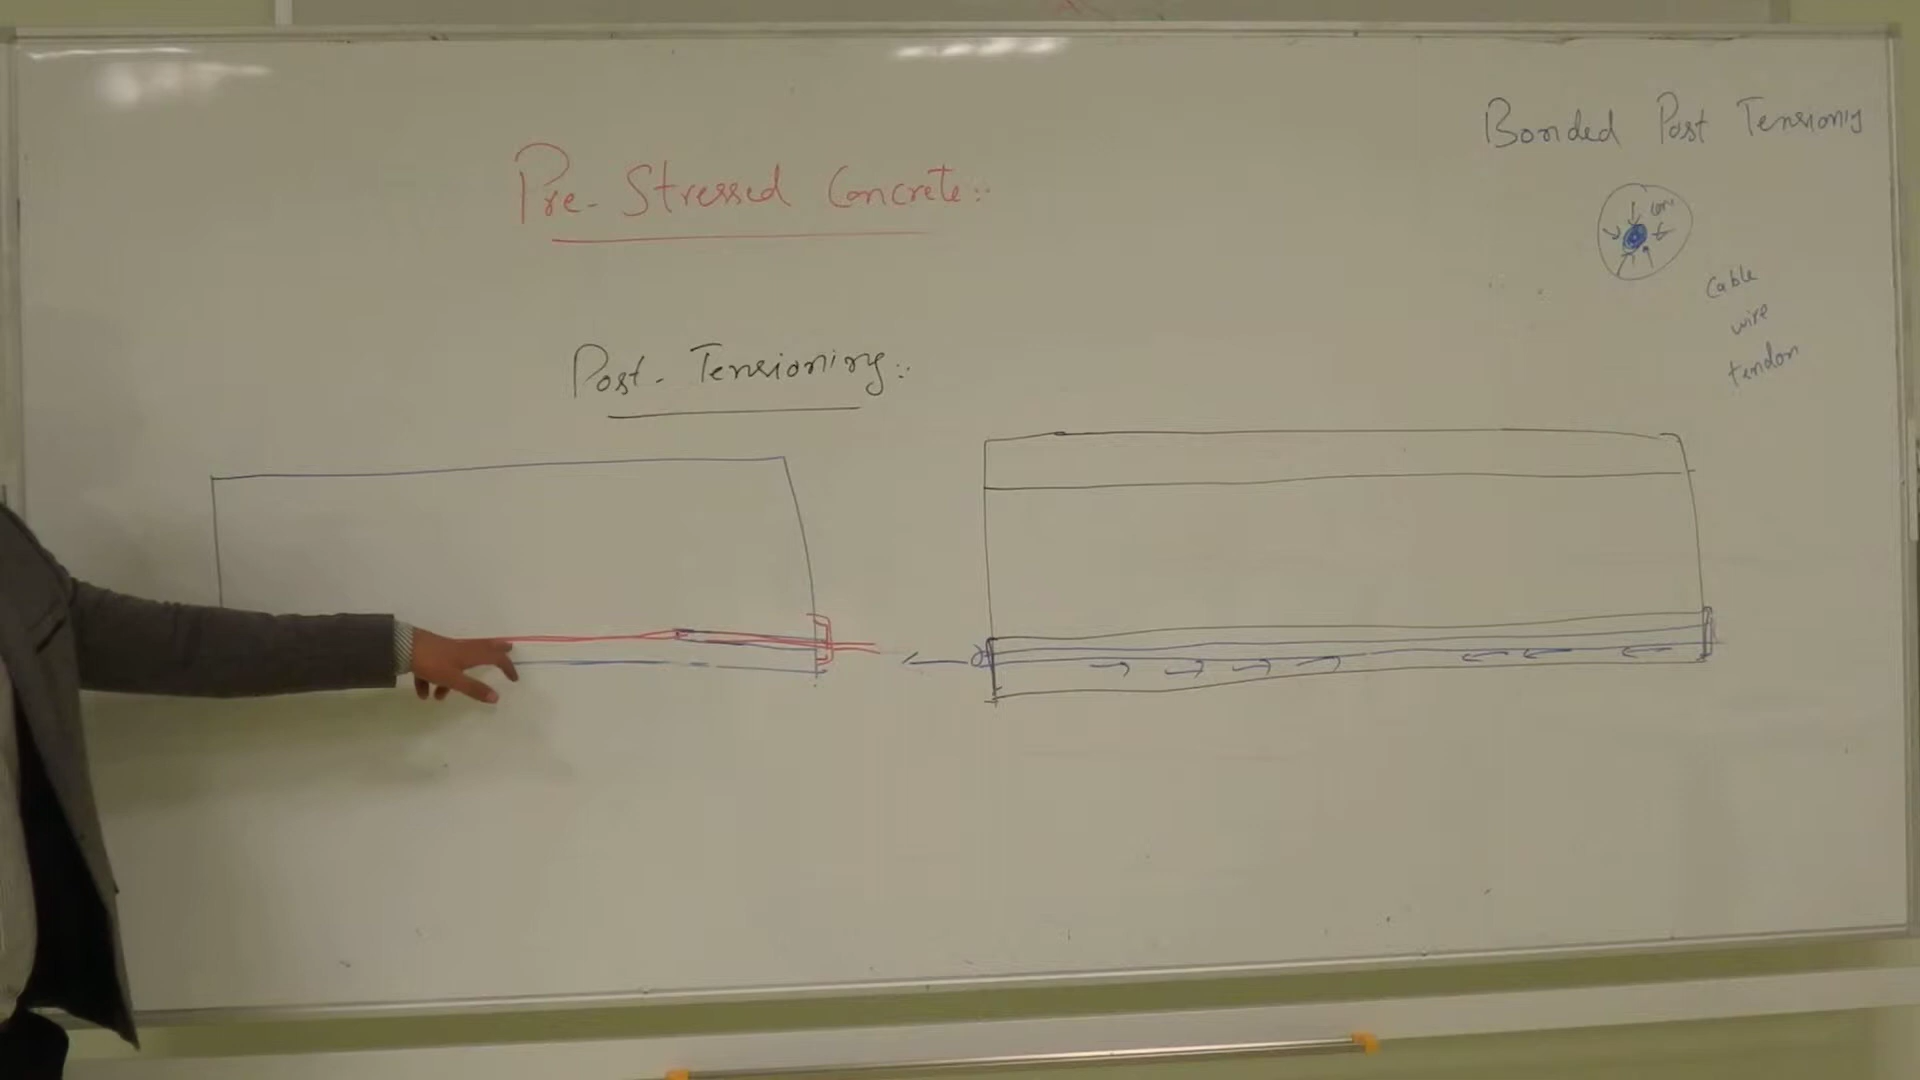 Bonded Post Tensioning
Pre-Stressed Concrete:-
Cable
wire
tendon
Post-Tensioning:-